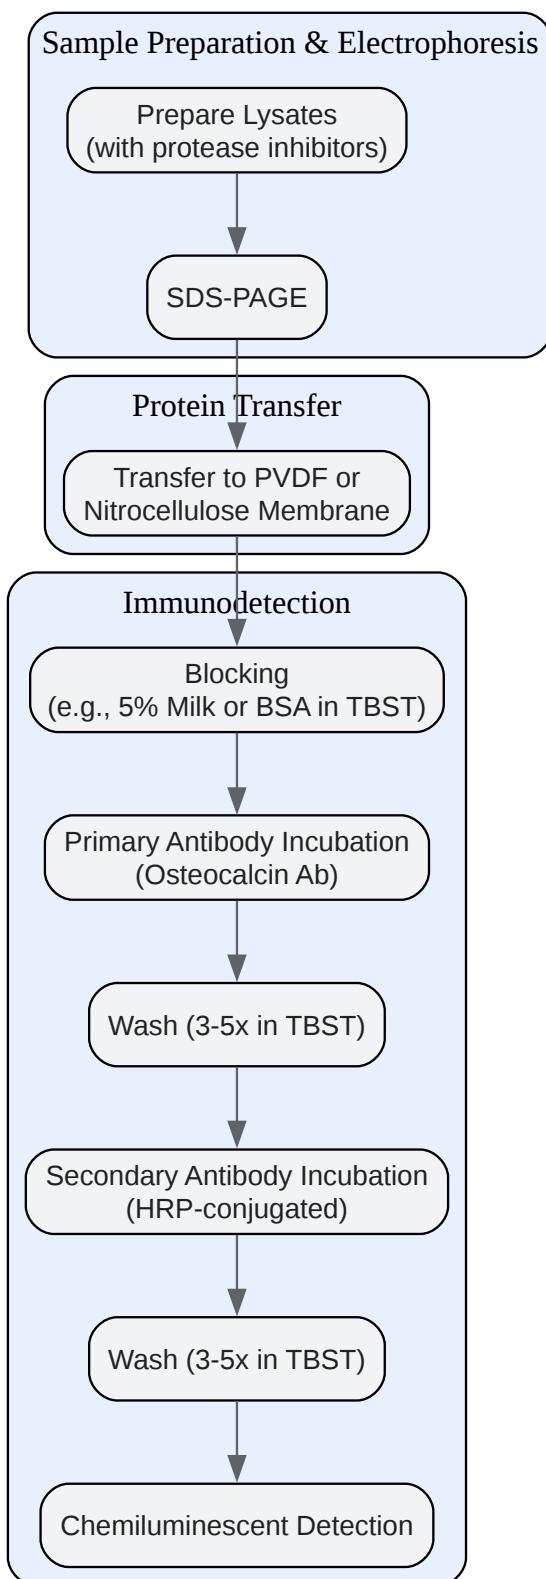 Sample Preparation & Electrophoresis
Prepare Lysates
(with protease inhibitors)
SDS-PAGE
Protein Transfer
Transfer to PVDF or
Nitrocellulose Membrane
Immunodetection
Blocking
(e.g., 5% Milk or BSA in TBST)
Primary Antibody Incubation
(Osteocalcin Ab)
Wash (3-5x in TBST)
Secondary Antibody Incubation
(HRP-conjugated)
Wash (3-5x in TBST)
Chemiluminescent Detection